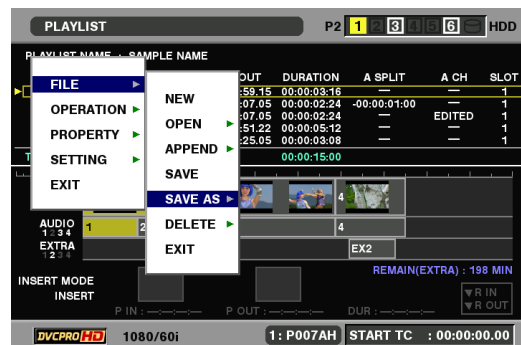 PLAYLIST P2 1 2 3 4 5 6 HDD
PLAYLIST NAME : SAMPLE NAME
OUT DURATION A SPLIT A CH SLOT
:59.15 00:00:03:16 — — 1
:07.05 00:00:02:24 -00:00:01:00 — 1
:07.05 00:00:02:24 — EDITED 1
:51.22 00:00:05:12 — — 1
:25.05 00:00:03:08 — — 1
T 00:00:15:00
FILE
OPERATION
PROPERTY
SETTING
EXIT
NEW
OPEN
APPEND
SAVE
SAVE AS
DELETE
EXIT
4
AUDIO 1 2 4
1 2 3 4
EXTRA EX2
1 2 3 4
REMAIN(EXTRA) : 198 MIN
INSERT MODE
INSERT
▼R IN
▼R OUT
P IN : --:--:--:-- P OUT : --:--:--:-- DUR : --:--:--:--
DVCPRO HD 1080/60i 1: P007AH START TC : 00:00:00.00